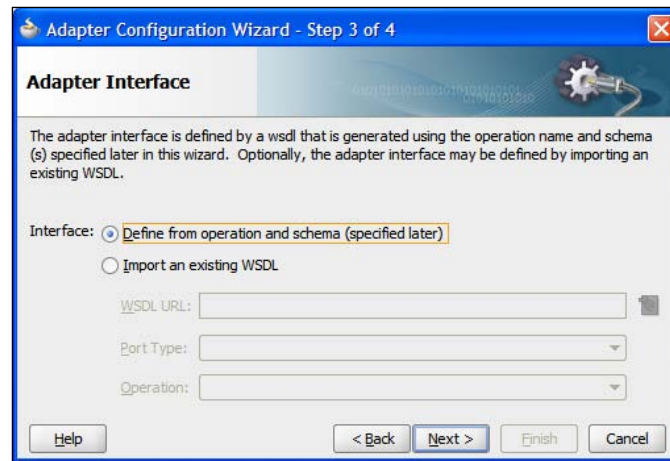 Adapter Configuration Wizard - Step 3 of 4
Adapter Interface
The adapter interface is defined by a wsdl that is generated using the operation name and schema
(s) specified later in this wizard. Optionally, the adapter interface may be defined by importing an
existing WSDL.
Interface: Define from operation and schema (specified later)
Import an existing WSDL
WSDL URL:
Port Type:
Operation:
Help < Back Next > Finish Cancel